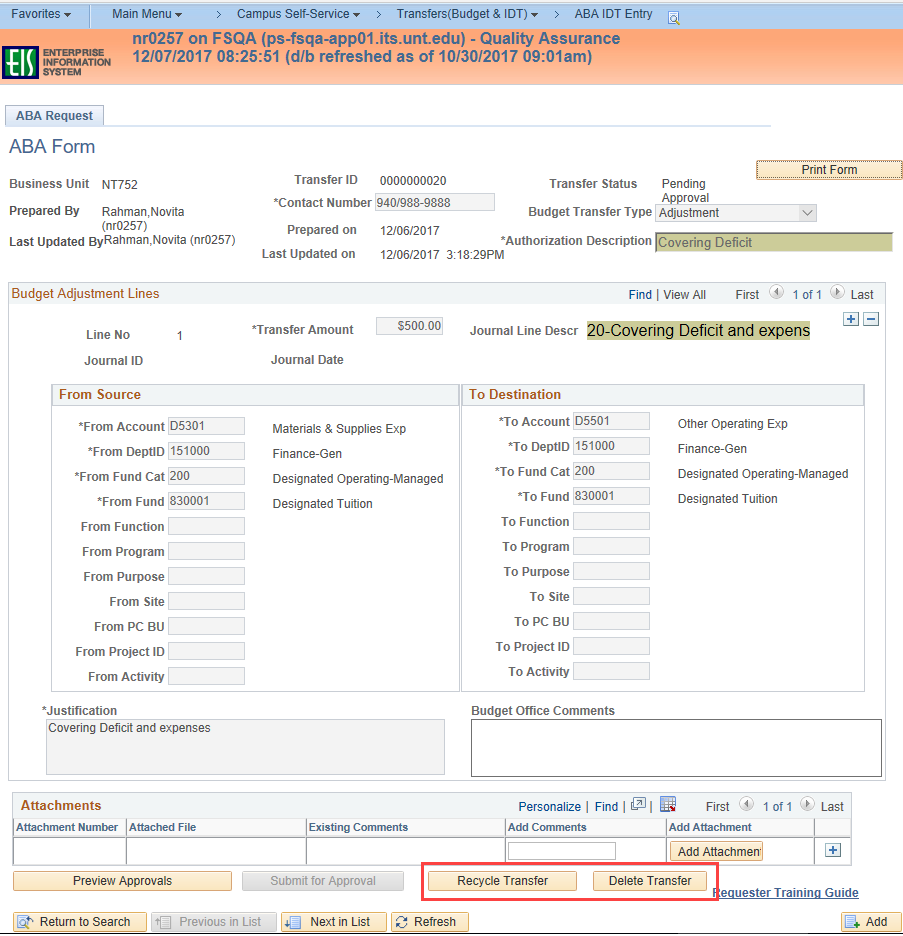 Favorites Main Menu > Campus Self-Service > Transfers(Budget & IDT) > ABA IDT Entry
nr0257 on FSQA (ps-fsqa-app01.its.unt.edu) - Quality Assurance
12/07/2017 08:25:51 (d/b refreshed as of 10/30/2017 09:01am)
EIS ENTERPRISE
INFORMATION
SYSTEM
ABA Request
ABA Form
Print Form
Business Unit NT752 Transfer ID 0000000020 Transfer Status Pending
Approval
*Contact Number 940/988-9888
Prepared By Rahman,Novita
(nr0257)
Budget Transfer Type Adjustment
Prepared on 12/06/2017
Last Updated By Rahman,Novita (nr0257) *Authorization Description Covering Deficit
Last Updated on 12/06/2017 3:18:29PM
Budget Adjustment Lines Find | View All First 1 of 1 Last
Line No 1 *Transfer Amount $500.00 Journal Line Descr 20-Covering Deficit and expens
Journal ID Journal Date
From Source
*From Account D5301 Materials & Supplies Exp
*From DeptID 151000 Finance-Gen
*From Fund Cat 200 Designated Operating-Managed
*From Fund 830001 Designated Tuition
From Function
From Program
From Purpose
From Site
From PC BU
From Project ID
From Activity
To Destination
*To Account D5501 Other Operating Exp
*To DeptID 151000 Finance-Gen
*To Fund Cat 200 Designated Operating-Managed
*To Fund 830001 Designated Tuition
To Function
To Program
To Purpose
To Site
To PC BU
To Project ID
To Activity
*Justification
Covering Deficit and expenses
Budget Office Comments
Attachments Personalize | Find | | First 1 of 1 Last
Attachment Number Attached File Existing Comments Add Comments Add Attachment
Add Attachment
Preview Approvals Submit for Approval Recycle Transfer Delete Transfer
Requester Training Guide
Return to Search Previous in List Next in List Refresh Add